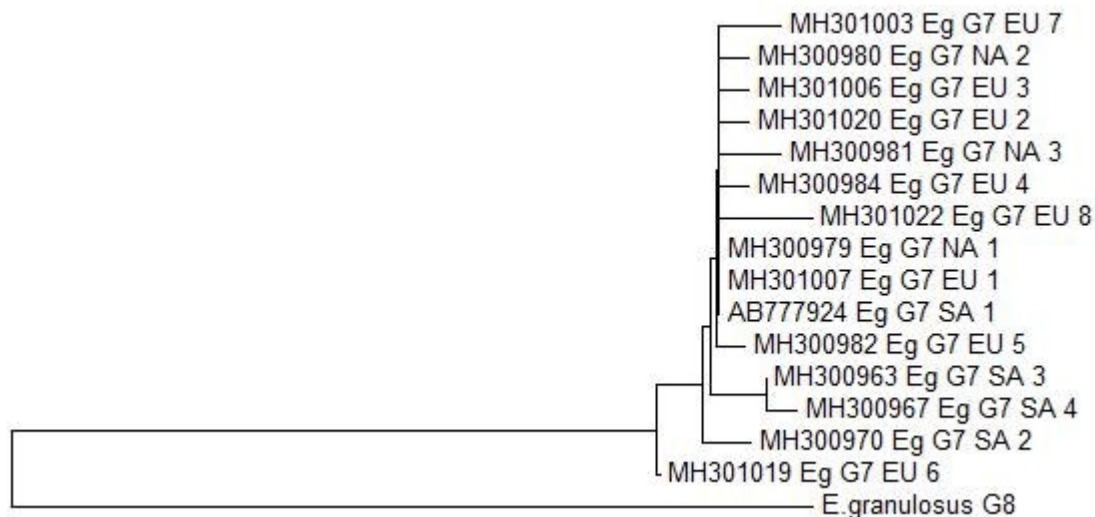 MH301003 Eg G7 EU 7
MH300980 Eg G7 NA 2
MH301006 Eg G7 EU 3
MH301020 Eg G7 EU 2
MH300981 Eg G7 NA 3
MH300984 Eg G7 EU 4
MH301022 Eg G7 EU 8
MH300979 Eg G7 NA 1
MH301007 Eg G7 EU 1
AB777924 Eg G7 SA 1
MH300982 Eg G7 EU 5
MH300963 Eg G7 SA 3
MH300967 Eg G7 SA 4
MH300970 Eg G7 SA 2
MH301019 Eg G7 EU 6
E.granulosus G8